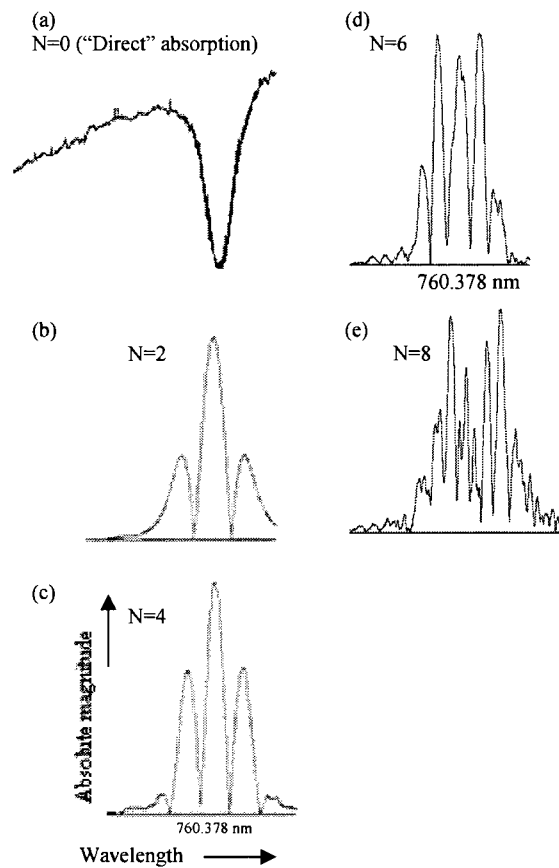 (a)
N=0 ("Direct" absorption)
(b)
N=2
(c)
N=4
Absolute magnitude
760.378 nm
Wavelength
(d)
N=6
760.378 nm
(e)
N=8